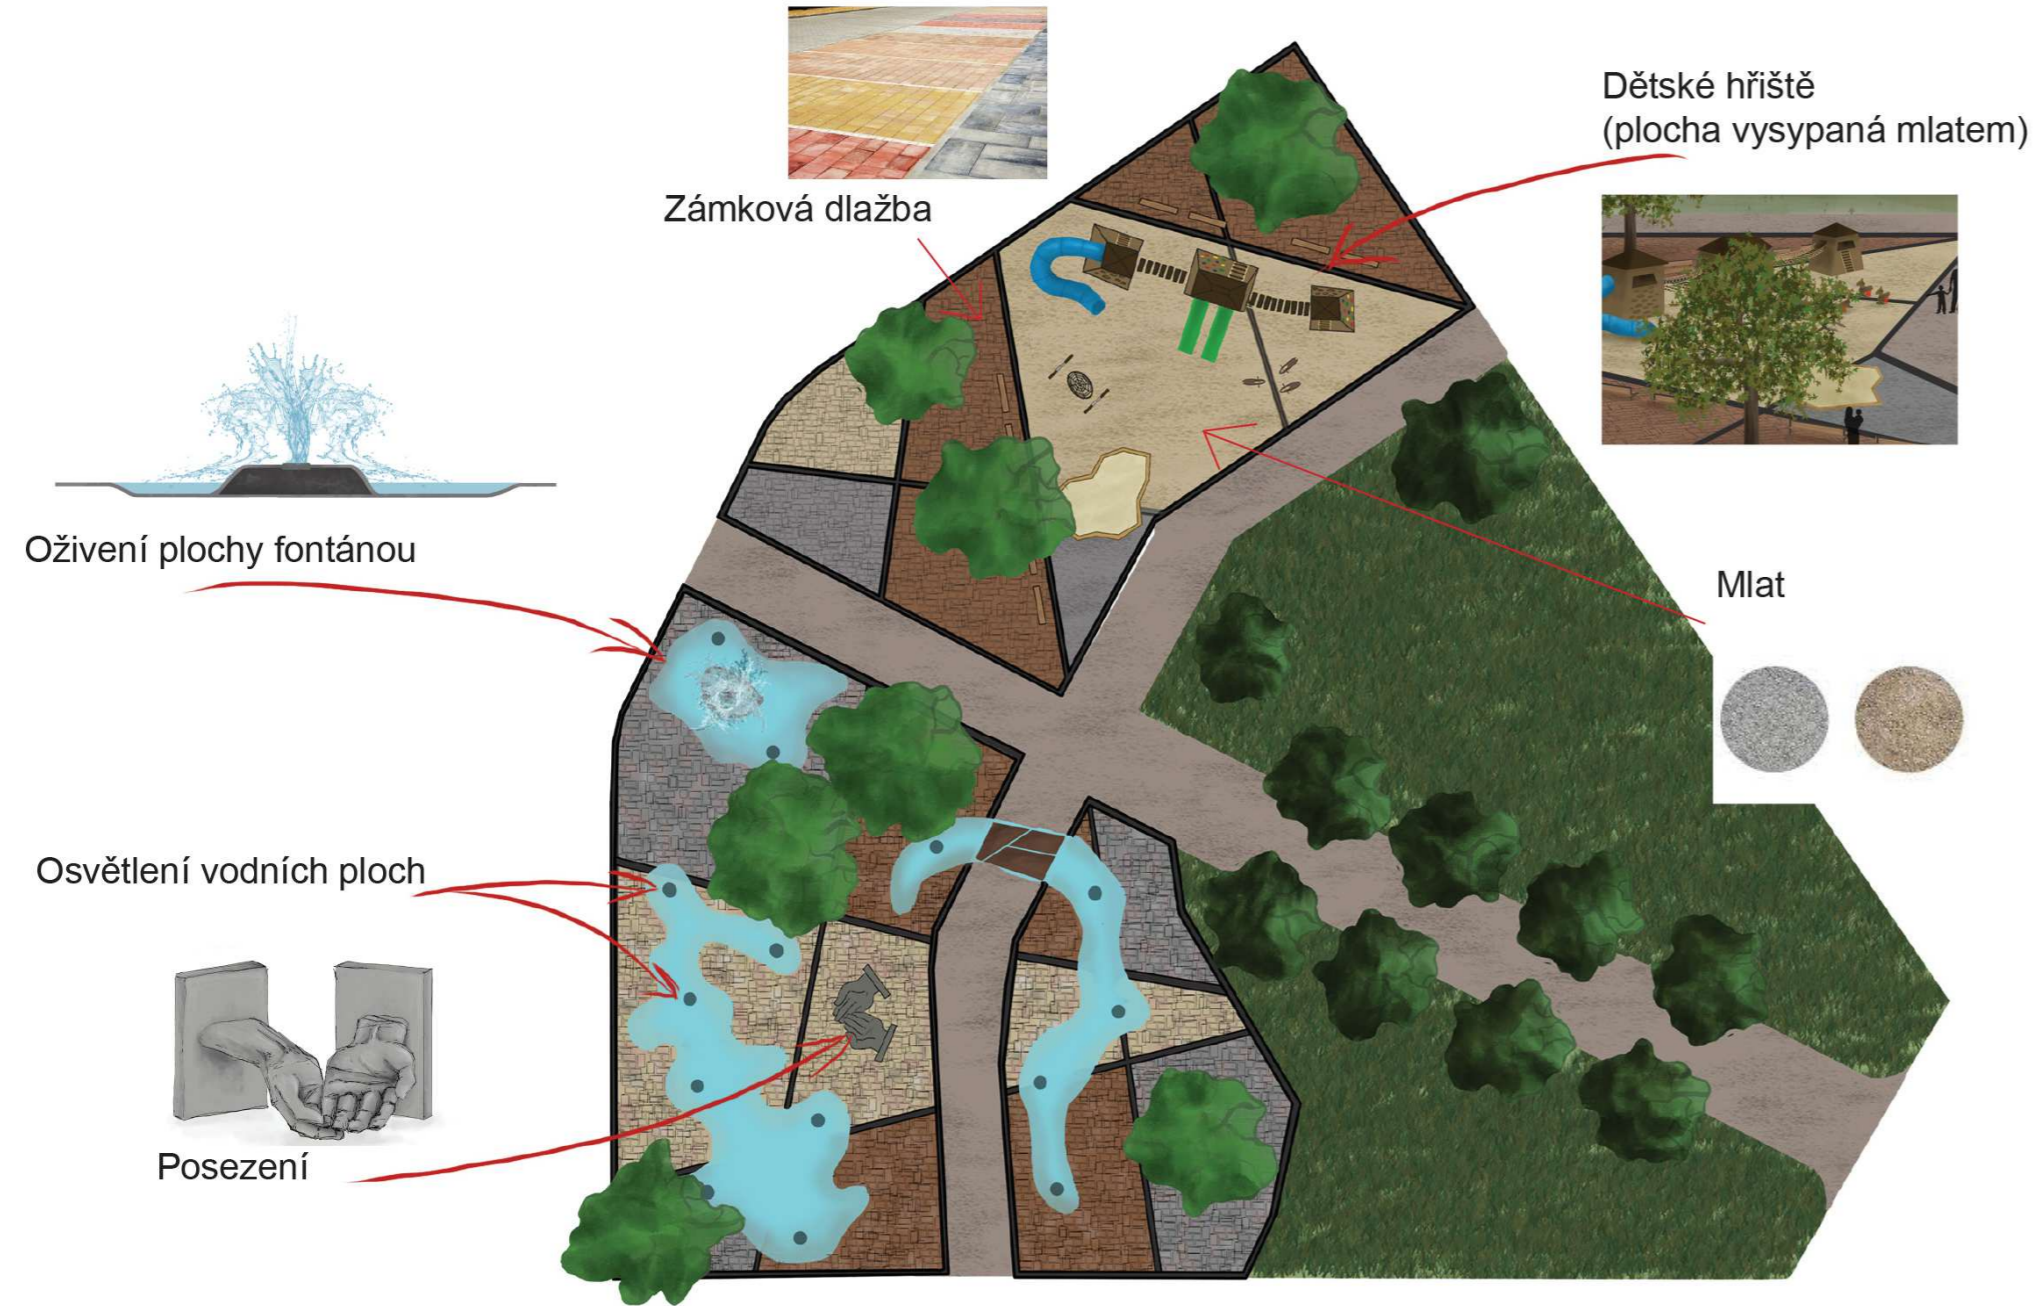 Dětské hřiště
(plocha vysypaná mlatem)
Zámková dlažba
Oživení plochy fontánou
Mlat
Osvětlení vodních ploch
Posezení